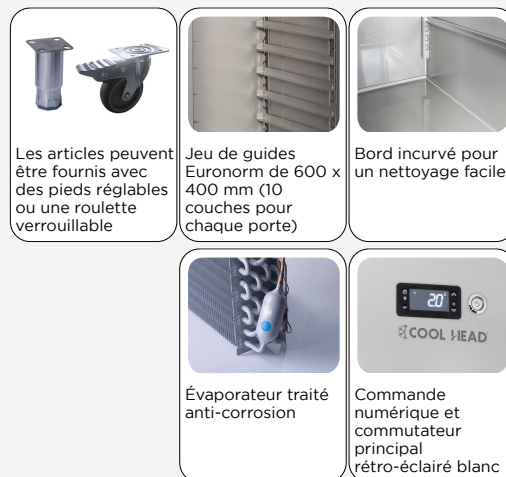 Les articles peuvent
être fournis avec
des pieds réglables
ou une roulette
verrouillable
Jeu de guides
Euronorm de 600 x
400 mm (10
couches pour
chaque porte)
Bord incurvé pour
un nettoyage facile
Évaporateur traité
anti-corrosion
2.0°
COOL HEAD
Commande
numérique et
commutateur
principal
rétro-éclairé blanc